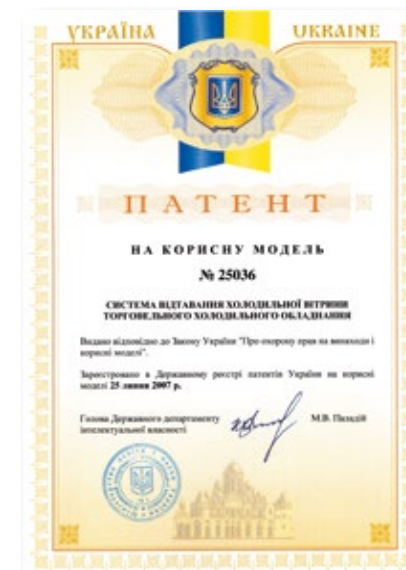 УКРАЇНА UKRAINE
ПАТЕНТ
НА КОРИСНУ МОДЕЛЬ
№ 25036
СИСТЕМА ВІДТАВАННЯ ХОЛОДИЛЬНОЇ ВІТРИНИ
ТОРГОВЕЛЬНОГО ХОЛОДИЛЬНОГО ОБЛАДНАННЯ
Видано відповідно до Закону України "Про охорону прав на винаходи і
корисні моделі".
Зареєстровано в Державному реєстрі патентів України на корисні
моделі 25 липня 2007 р.
Голова Державного департаменту
інтелектуальної власності
М.В. Паладій